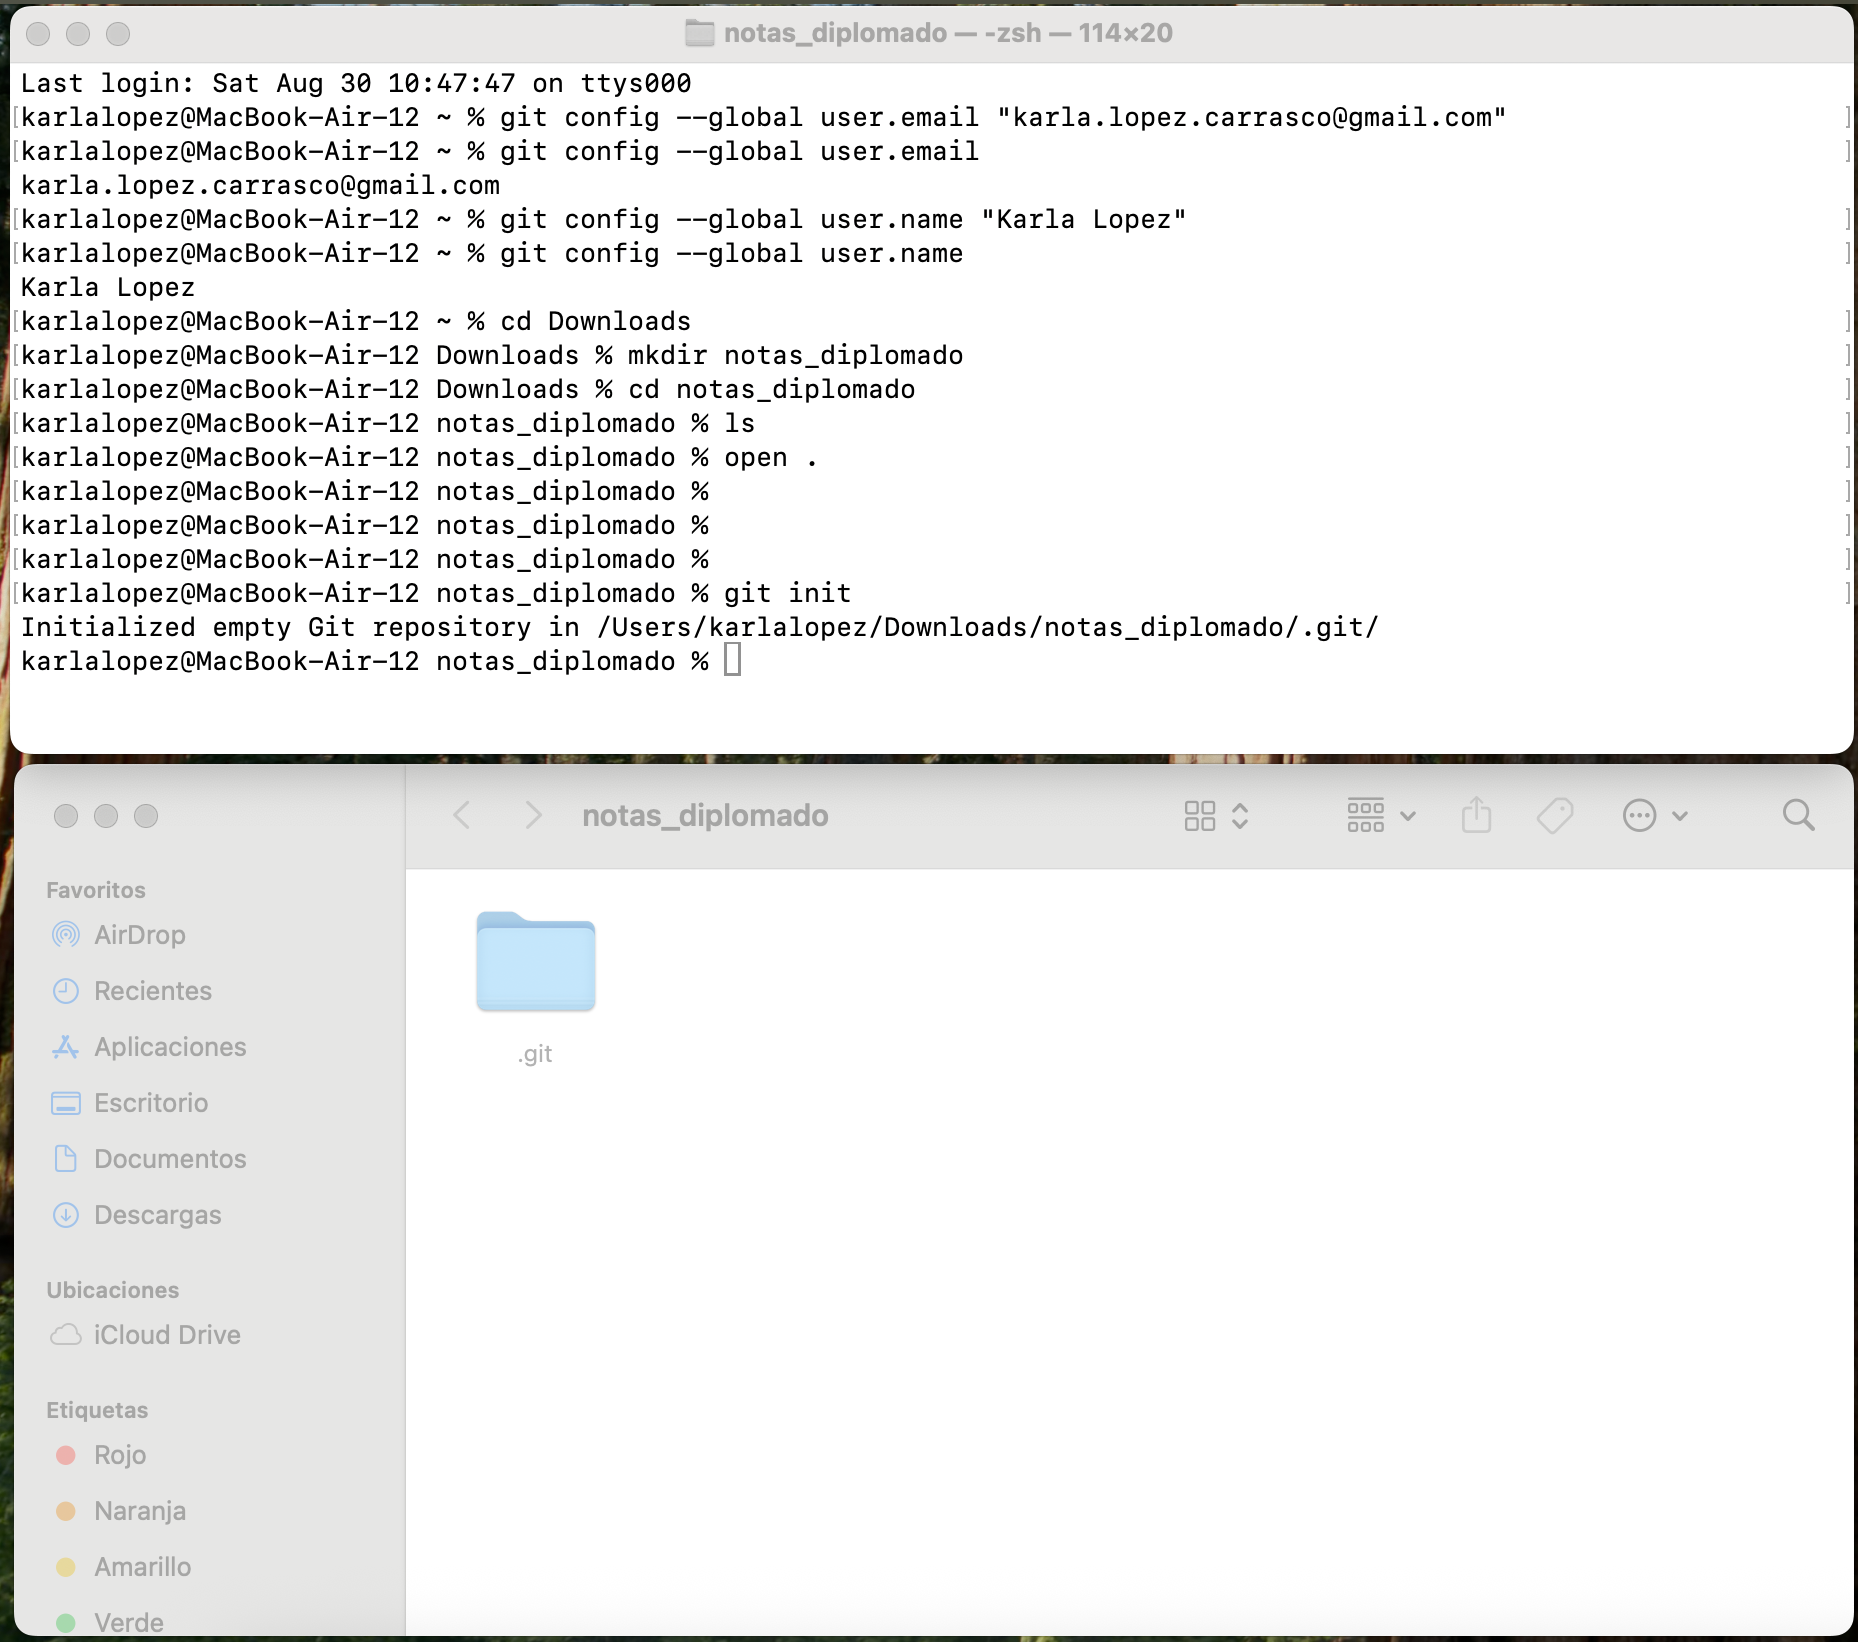 notas_diplomado — -zsh — 114×20
Last login: Sat Aug 30 10:47:47 on ttys000
[karlalopez@MacBook-Air-12 ~ % git config --global user.email "karla.lopez.carrasco@gmail.com" ]
[karlalopez@MacBook-Air-12 ~ % git config --global user.email ]
karla.lopez.carrasco@gmail.com
[karlalopez@MacBook-Air-12 ~ % git config --global user.name "Karla Lopez" ]
[karlalopez@MacBook-Air-12 ~ % git config --global user.name ]
Karla Lopez
[karlalopez@MacBook-Air-12 ~ % cd Downloads ]
[karlalopez@MacBook-Air-12 Downloads % mkdir notas_diplomado ]
[karlalopez@MacBook-Air-12 Downloads % cd notas_diplomado ]
[karlalopez@MacBook-Air-12 notas_diplomado % ls ]
[karlalopez@MacBook-Air-12 notas_diplomado % open . ]
[karlalopez@MacBook-Air-12 notas_diplomado % ]
[karlalopez@MacBook-Air-12 notas_diplomado % ]
[karlalopez@MacBook-Air-12 notas_diplomado % ]
[karlalopez@MacBook-Air-12 notas_diplomado % git init ]
Initialized empty Git repository in /Users/karlalopez/Downloads/notas_diplomado/.git/
karlalopez@MacBook-Air-12 notas_diplomado %
notas_diplomado
Favoritos
AirDrop
Recientes
Aplicaciones
Escritorio
Documentos
Descargas
Ubicaciones
iCloud Drive
Etiquetas
Rojo
Naranja
Amarillo
Verde
.git